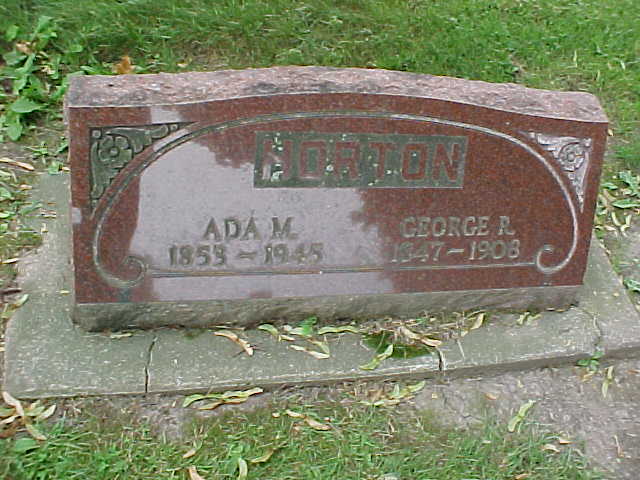 HORTON
ADA M. GEORGE R.
1853 ~ 1945 1847 ~ 1908